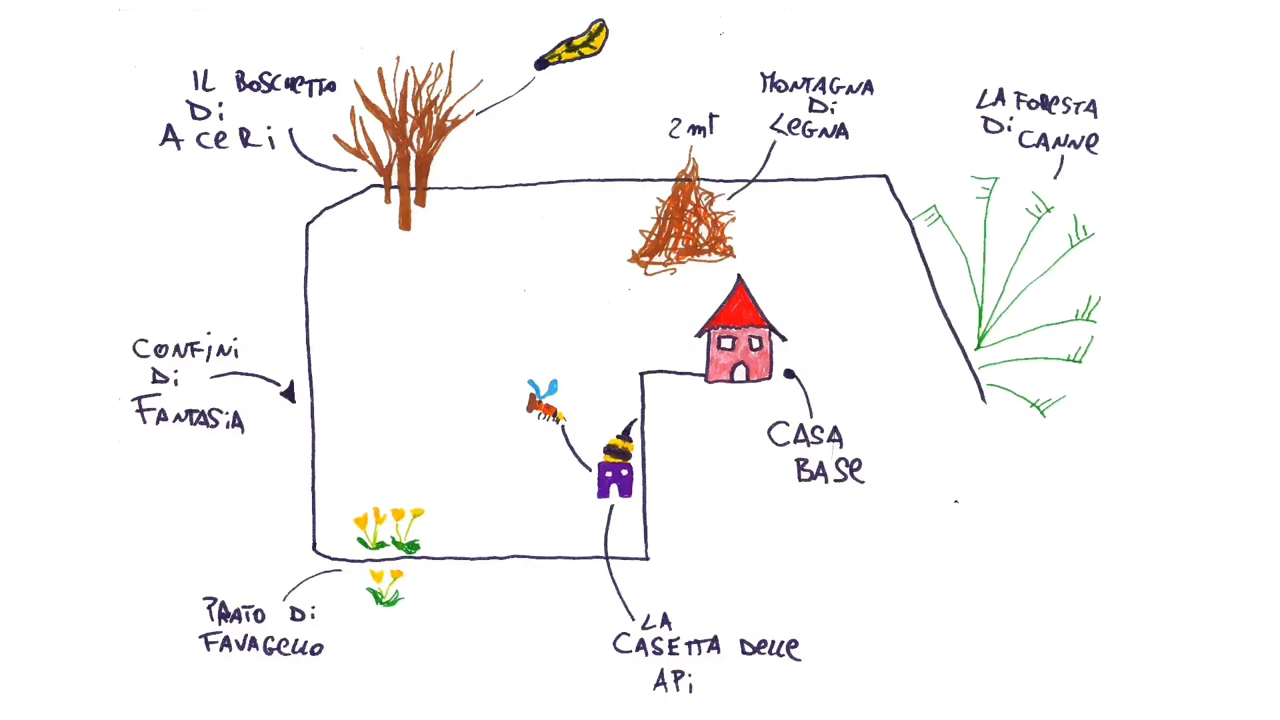 IL BOSCHETTO
Di
ACERi
2 mt
MONTAGNA
Di
LEGNA
LA FORESTA
Di
CANNE
CONFiNi
Di
FANTASiA
CASA
BASE
PRATO Di
FAVAGELLO
LA
CASETTA DELLE
APi